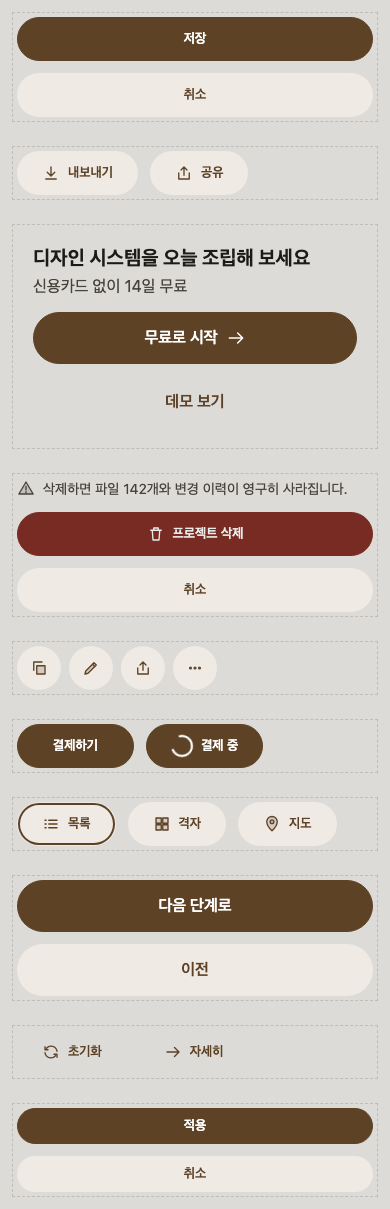 저장
취소
내보내기 공유
디자인 시스템을 오늘 조립해 보세요
신용카드 없이 14일 무료
무료로 시작
데모 보기
삭제하면 파일 142개와 변경 이력이 영구히 사라집니다.
프로젝트 삭제
취소
결제하기 결제 중
목록 격자 지도
다음 단계로
이전
초기화 자세히
적용
취소